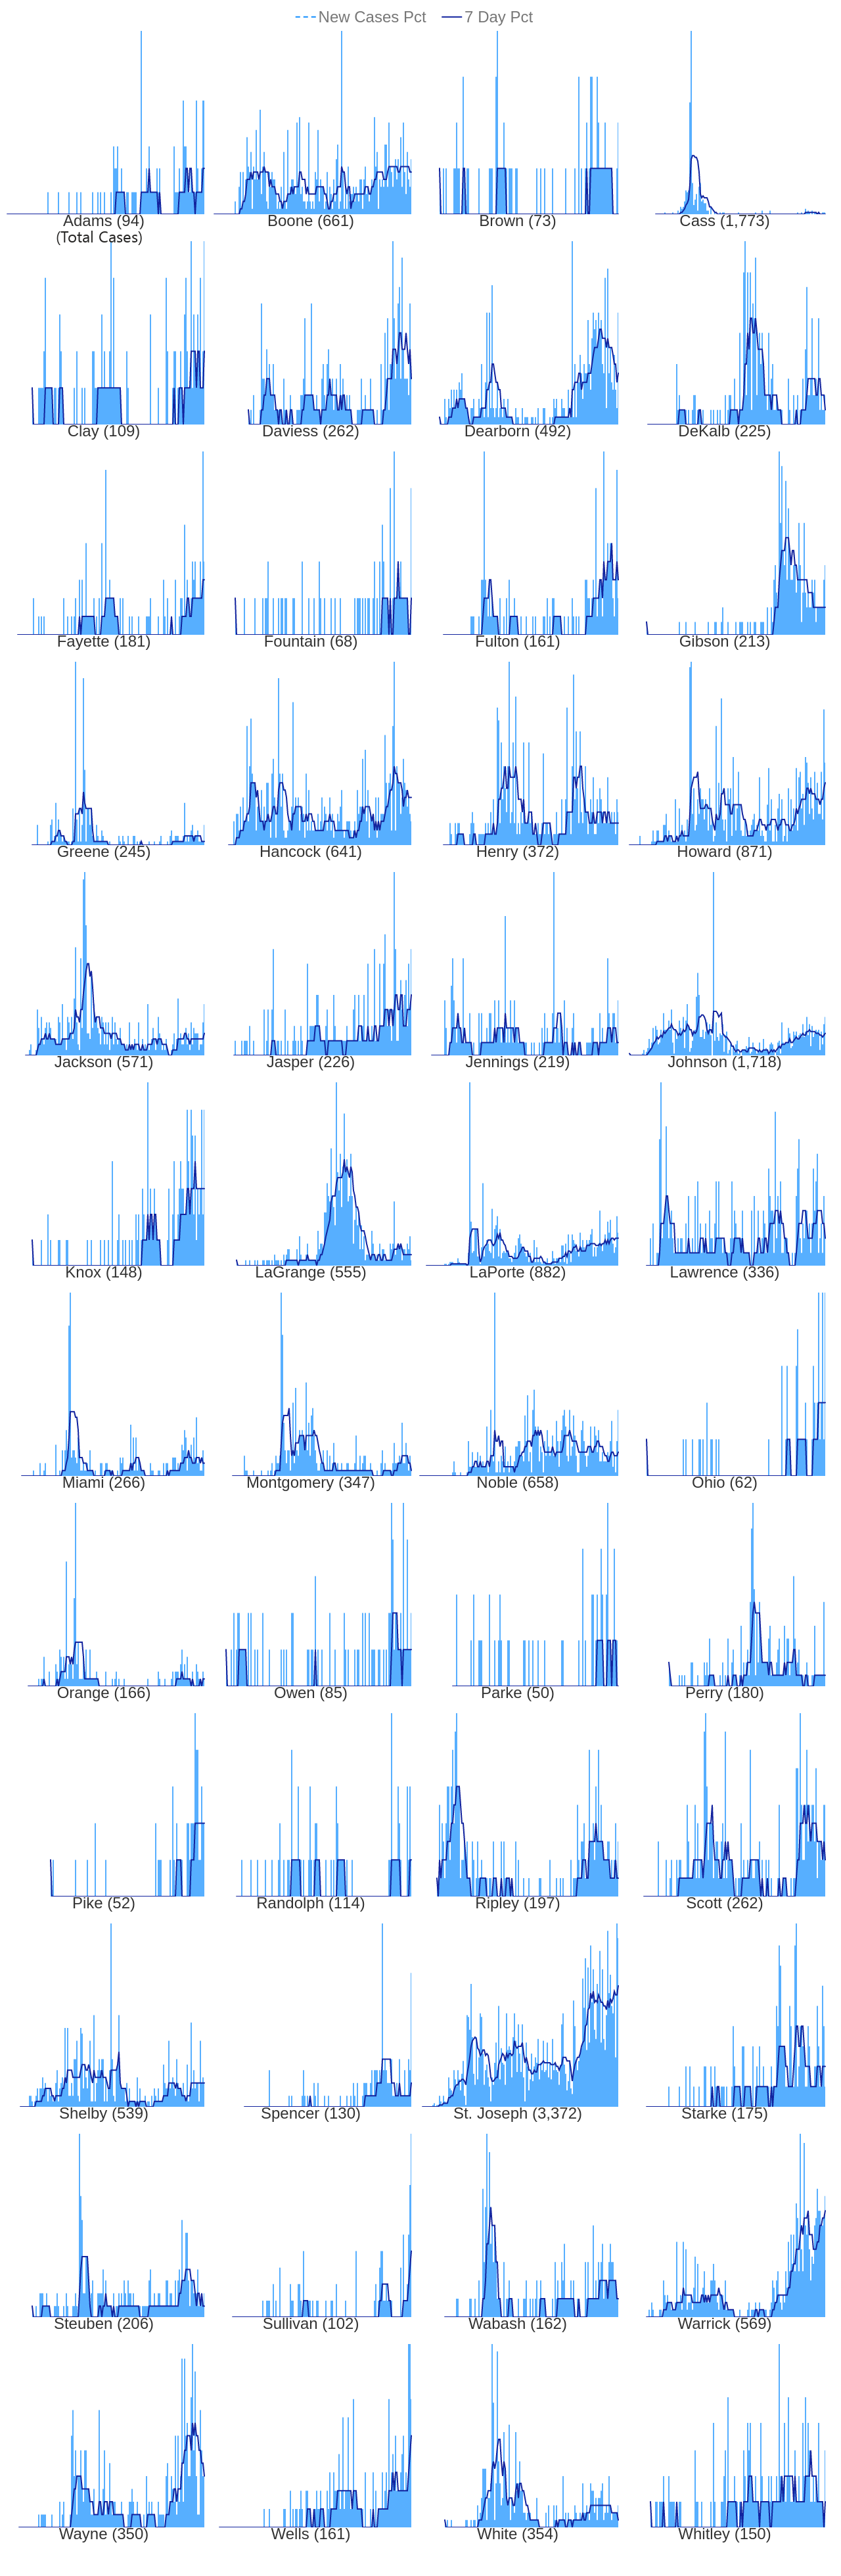 New Cases Pct 7 Day Pct
Adams (94) Boone (661) Brown (73) Cass (1,773)
(Total Cases)
Clay (109) Daviess (262) Dearborn (492) DeKalb (225)
Fayette (181) Fountain (68) Fulton (161) Gibson (213)
Greene (245) Hancock (641) Henry (372) Howard (871)
Jackson (571) Jasper (226) Jennings (219) Johnson (1,718)
Knox (148) LaGrange (555) LaPorte (882) Lawrence (336)
Miami (266) Montgomery (347) Noble (658) Ohio (62)
Orange (166) Owen (85) Parke (50) Perry (180)
Pike (52) Randolph (114) Ripley (197) Scott (262)
Shelby (539) Spencer (130) St. Joseph (3,372) Starke (175)
Steuben (206) Sullivan (102) Wabash (162) Warrick (569)
Wayne (350) Wells (161) White (354) Whitley (150)